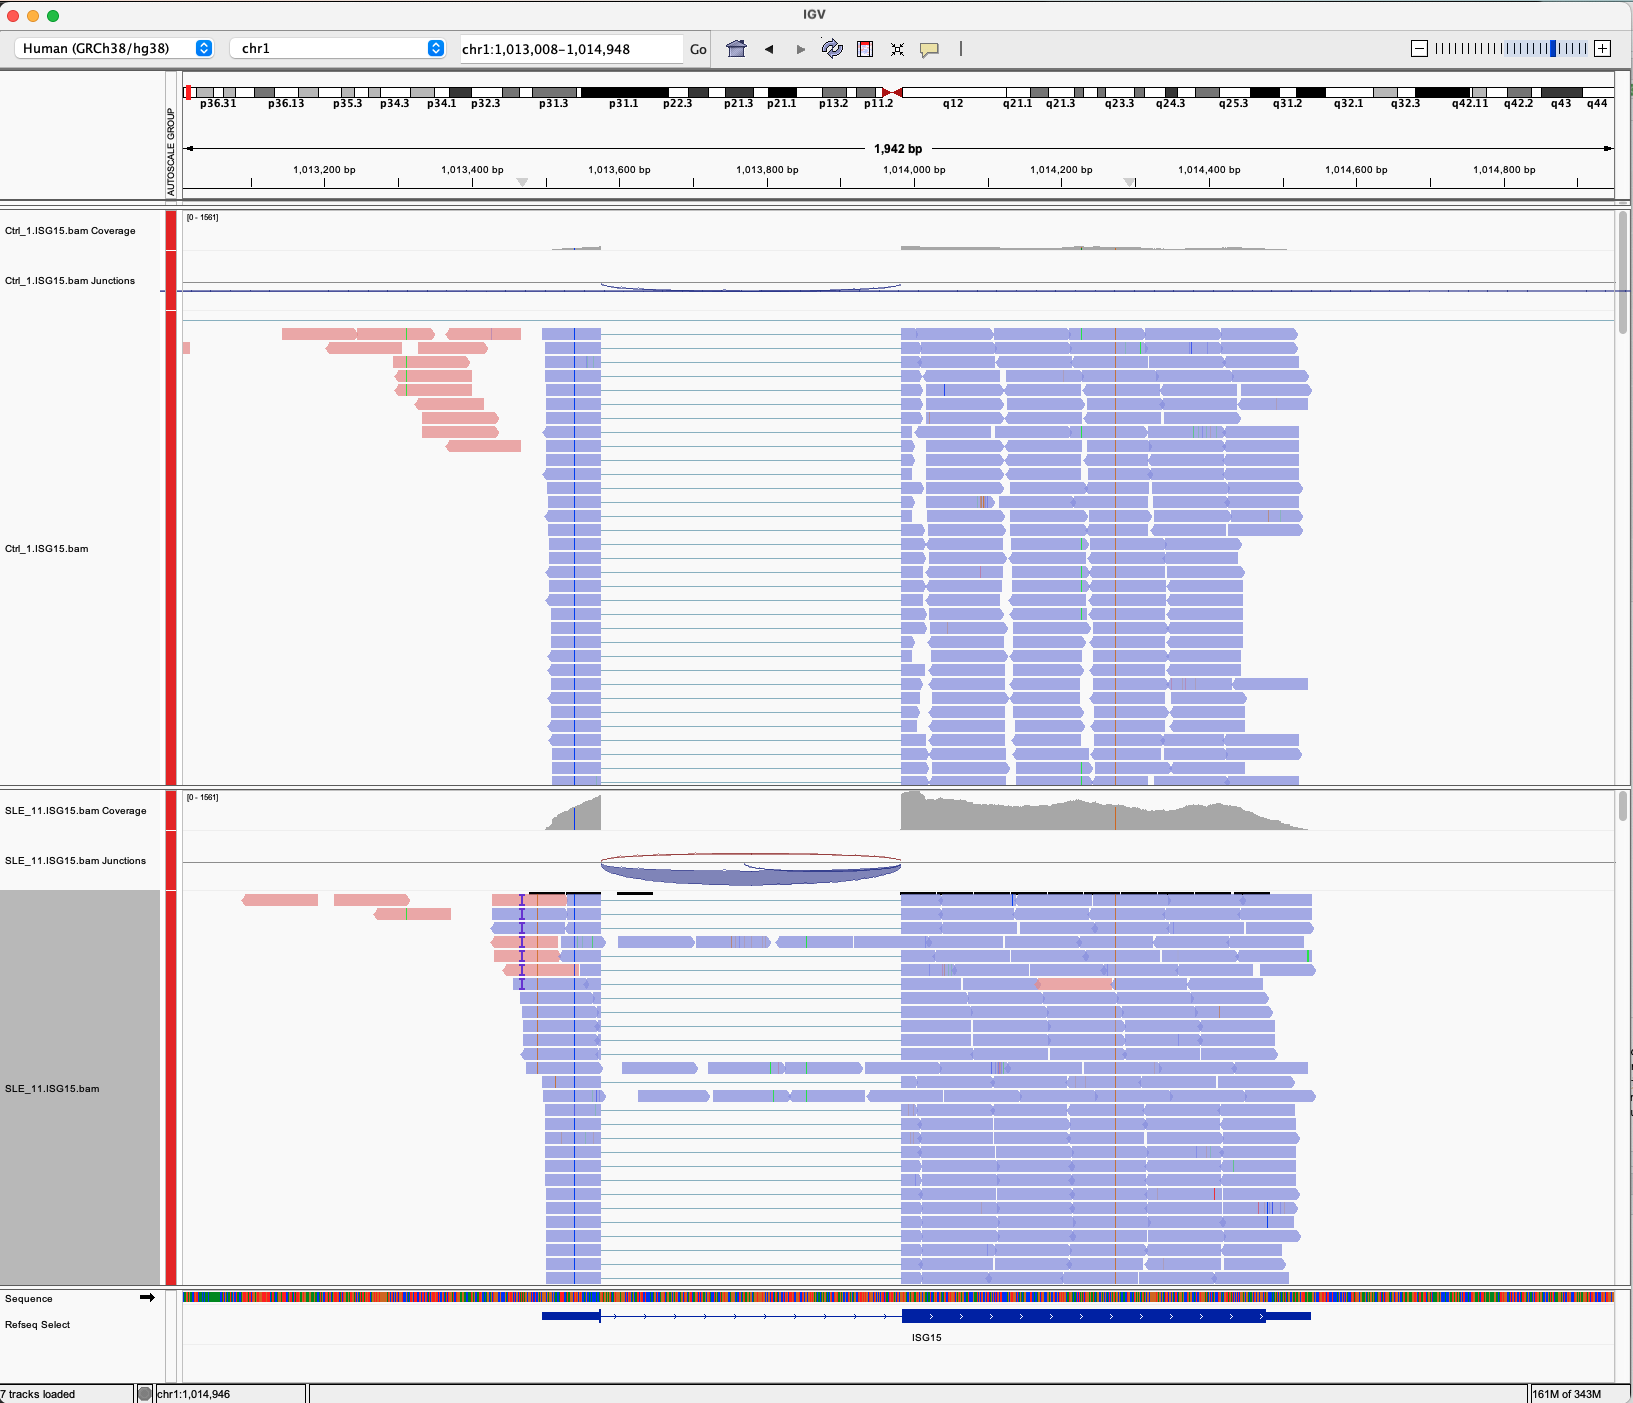 IGV
Human (GRCh38/hg38)
chr1
chr1:1,013,008-1,014,948
Go
p36.31 p36.13 p35.3 p34.3 p34.1 p32.3 p31.3 p31.1 p22.3 p21.3 p21.1 p13.2 p11.2 q12 q21.1 q21.3 q23.3 q24.3 q25.3 q31.2 q32.1 q32.3 q42.11 q42.2 q43 q44
AUTOSCALE GROUP
1,942 bp
1,013,200 bp 1,013,400 bp 1,013,600 bp 1,013,800 bp 1,014,000 bp 1,014,200 bp 1,014,400 bp 1,014,600 bp 1,014,800 bp
[0 - 1561]
Ctrl_1.ISG15.bam Coverage
Ctrl_1.ISG15.bam Junctions
Ctrl_1.ISG15.bam
[0 - 1561]
SLE_11.ISG15.bam Coverage
SLE_11.ISG15.bam Junctions
SLE_11.ISG15.bam
Sequence
Refseq Select
ISG15
7 tracks loaded
chr1:1,014,946
161M of 343M